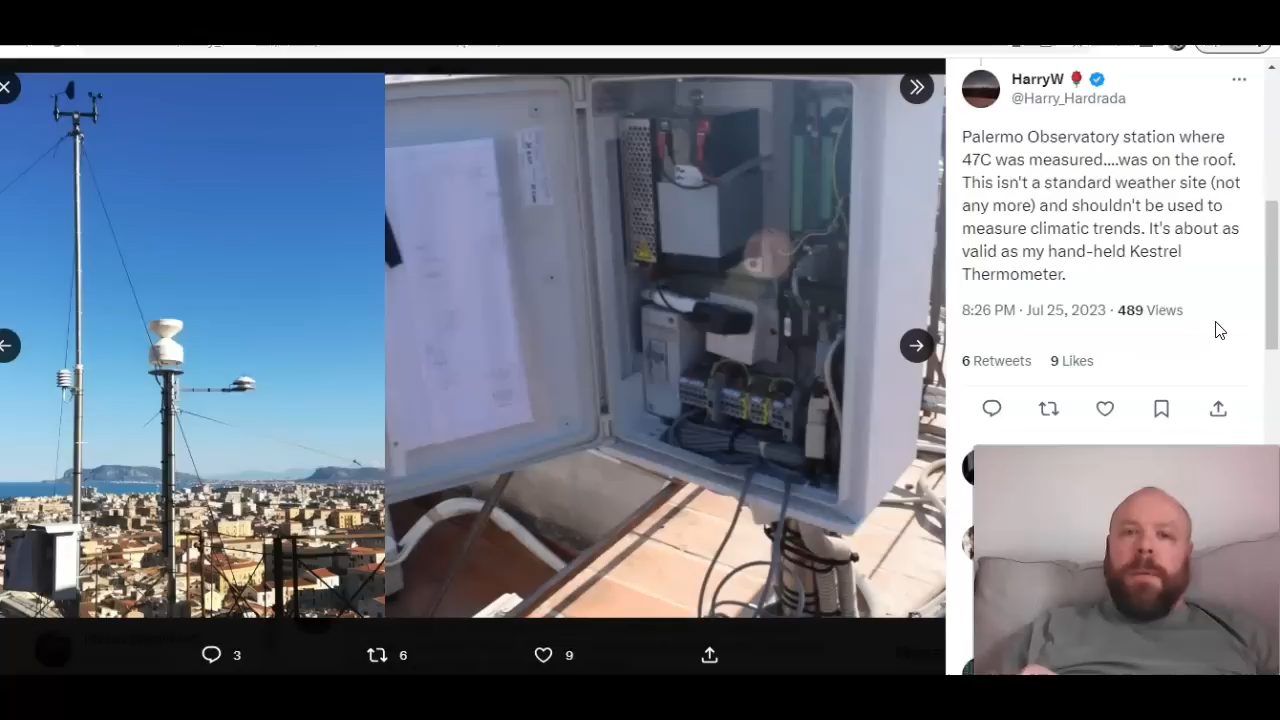 HarryW
@Harry_Hardrada
Palermo Observatory station where
47C was measured....was on the roof.
This isn't a standard weather site (not
any more) and shouldn't be used to
measure climatic trends. It's about as
valid as my hand-held Kestrel
Thermometer.
8:26 PM · Jul 25, 2023 · 489 Views
6 Retweets 9 Likes
3 6 9